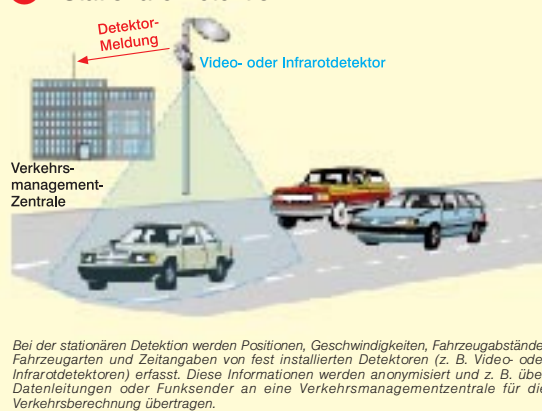 Detektor-
Meldung
Video- oder Infrarotdetektor
Verkehrs-
management-
Zentrale
Bei der stationären Detektion werden Positionen, Geschwindigkeiten, Fahrzeugabstände
Fahrzeugarten und Zeitangaben von fest installierten Detektoren (z. B. Video- ode
Infrarotdetektoren) erfasst. Diese Informationen werden anonymisiert und z. B. übe
Datenleitungen oder Funksender an eine Verkehrsmanagementzentrale für die
Verkehrsberechnung übertragen.